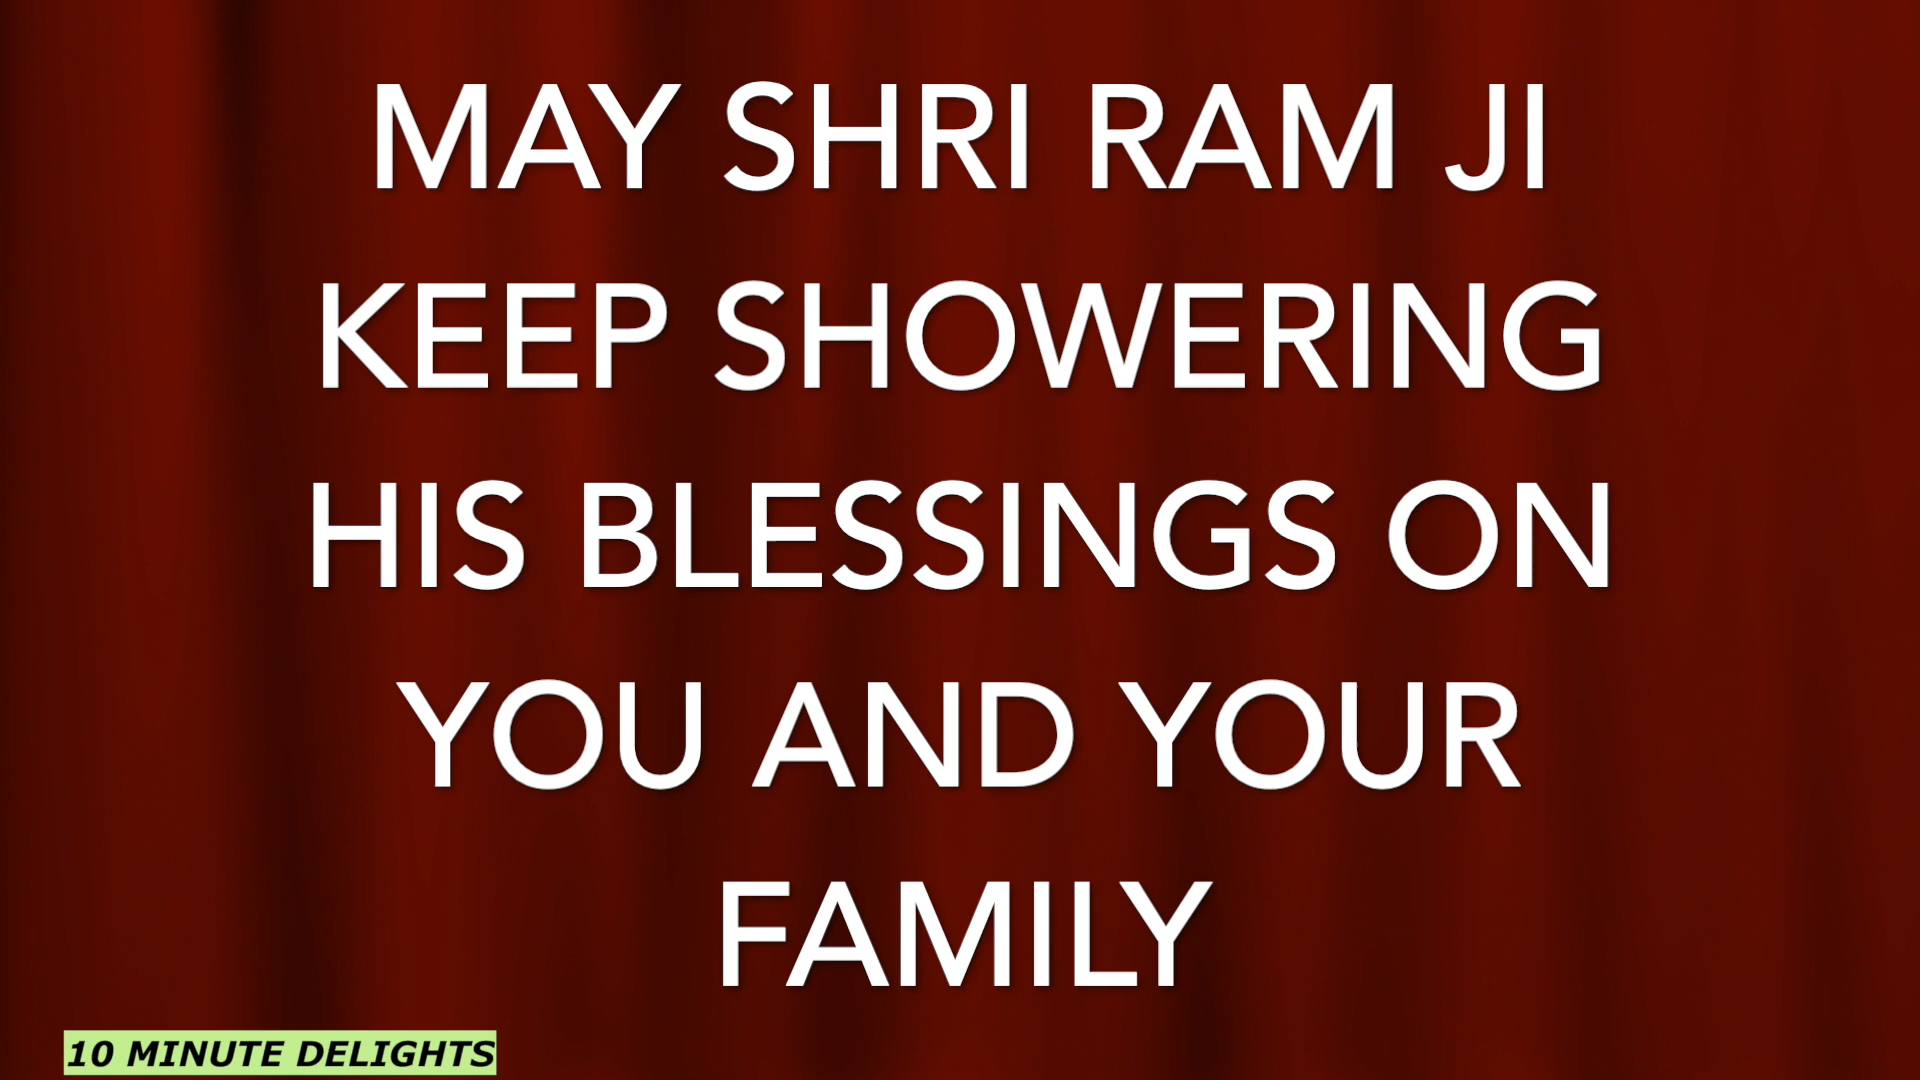 MAY SHRI RAM JI
KEEP SHOWERING
HIS BLESSINGS ON
YOU AND YOUR
FAMILY
10 MINUTE DELIGHTS